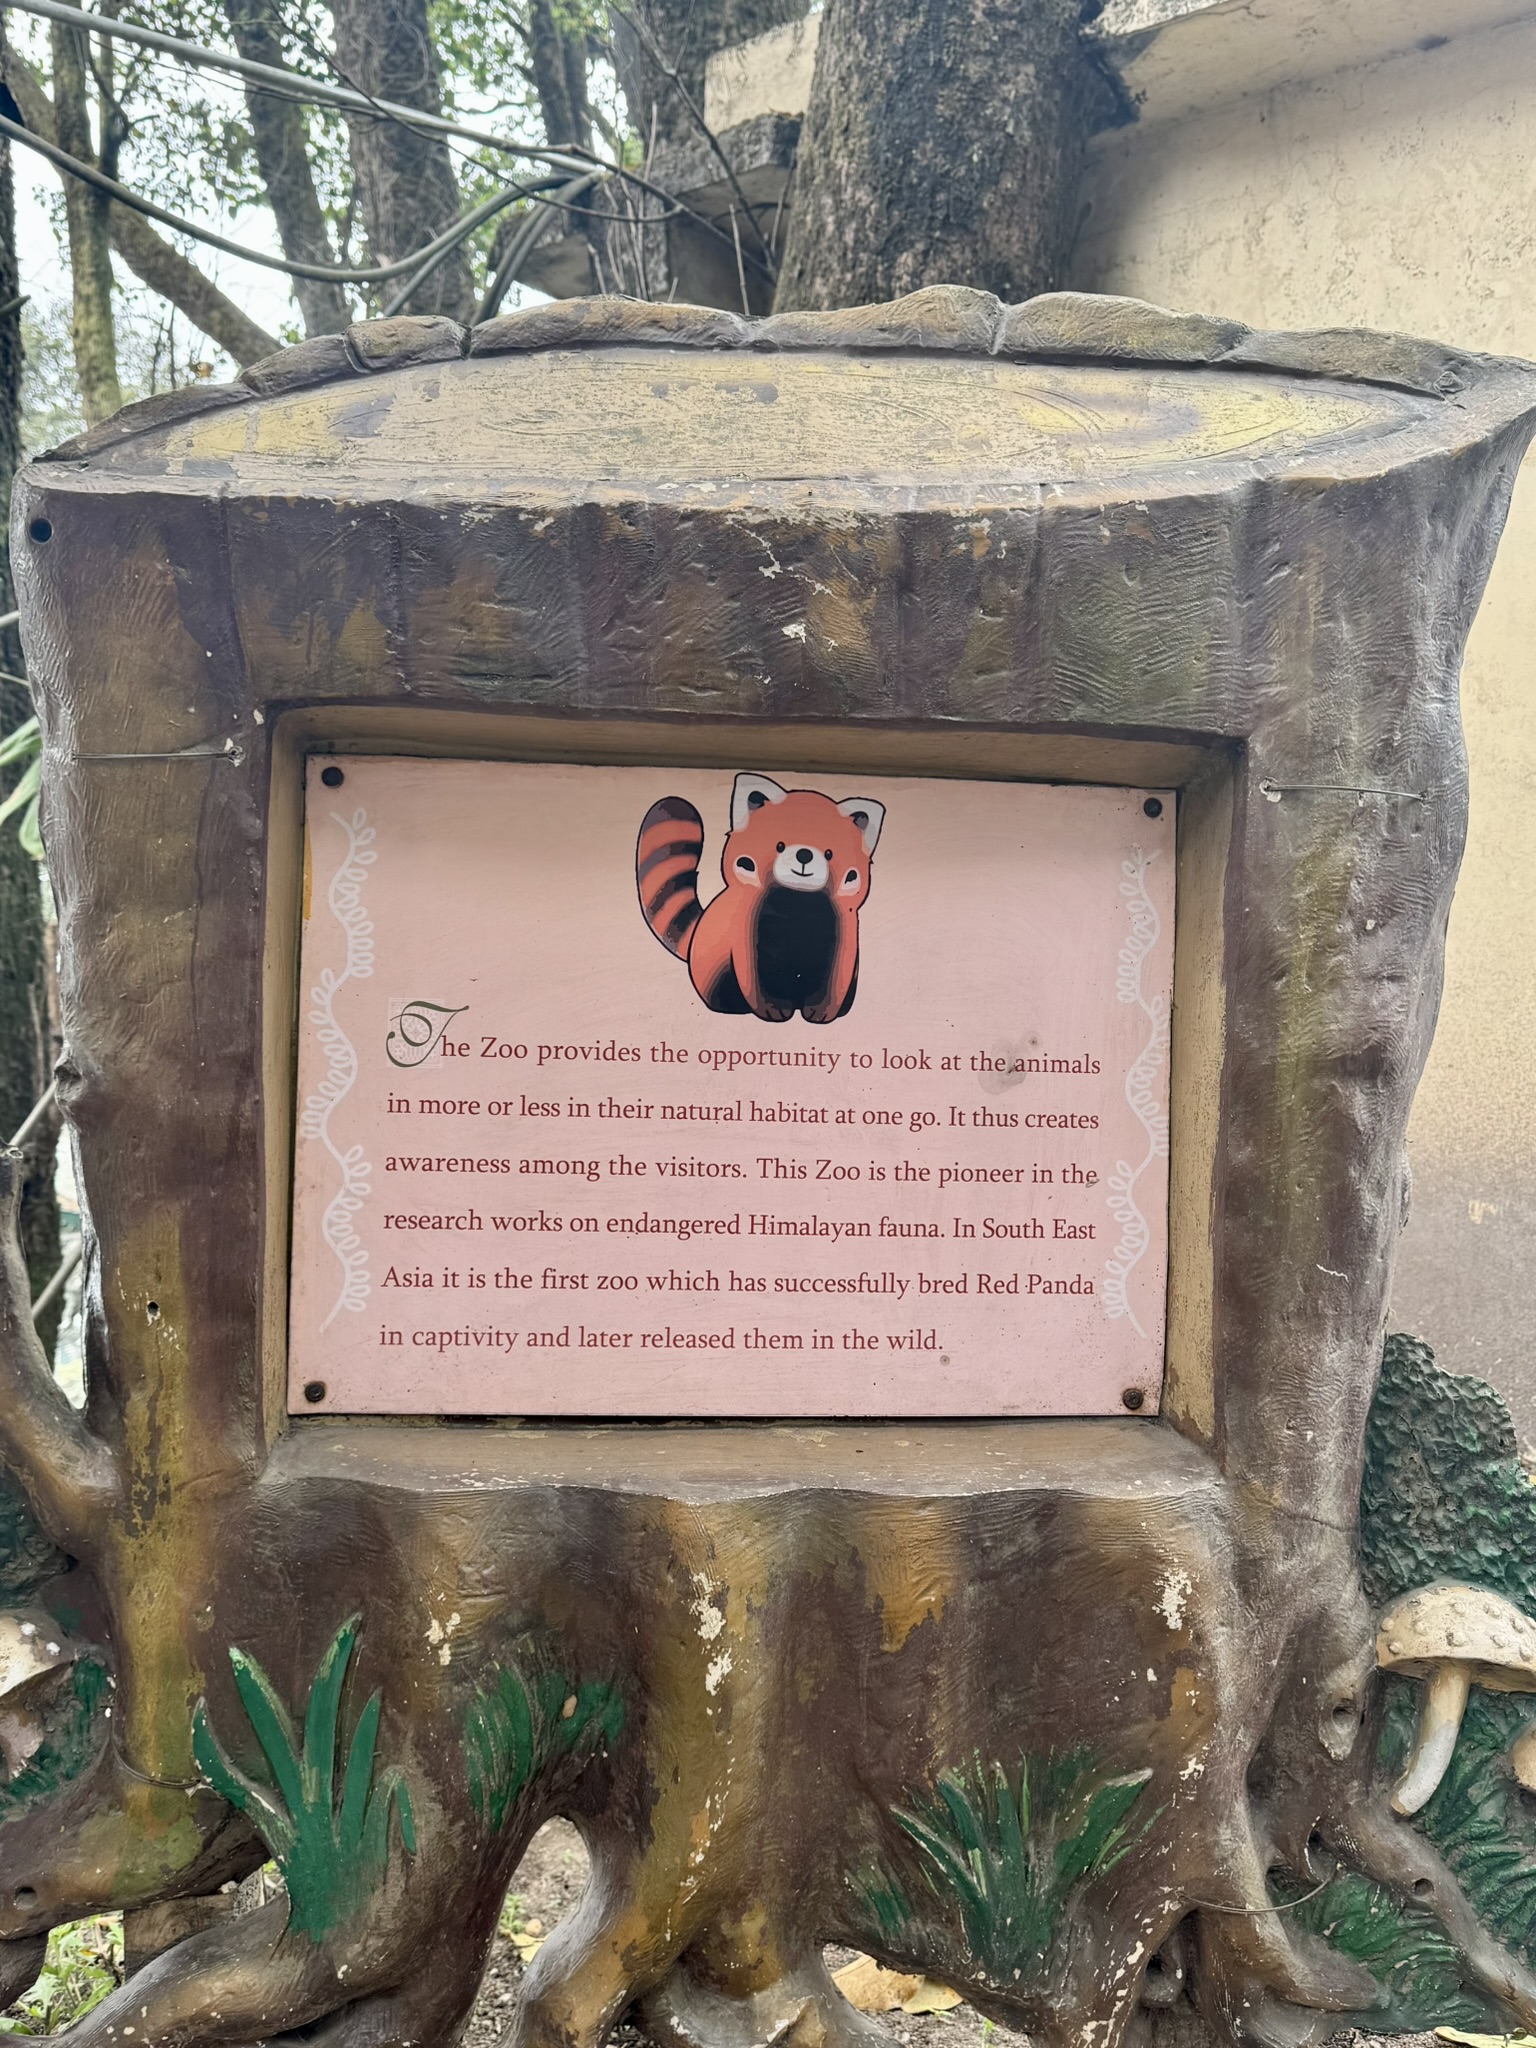 The Zoo provides the opportunity to look at the animals
in more or less in their natural habitat at one go. It thus creates
awareness among the visitors. This Zoo is the pioneer in the
research works on endangered Himalayan fauna. In South East
Asia it is the first zoo which has successfully bred Red Panda
in captivity and later released them in the wild.